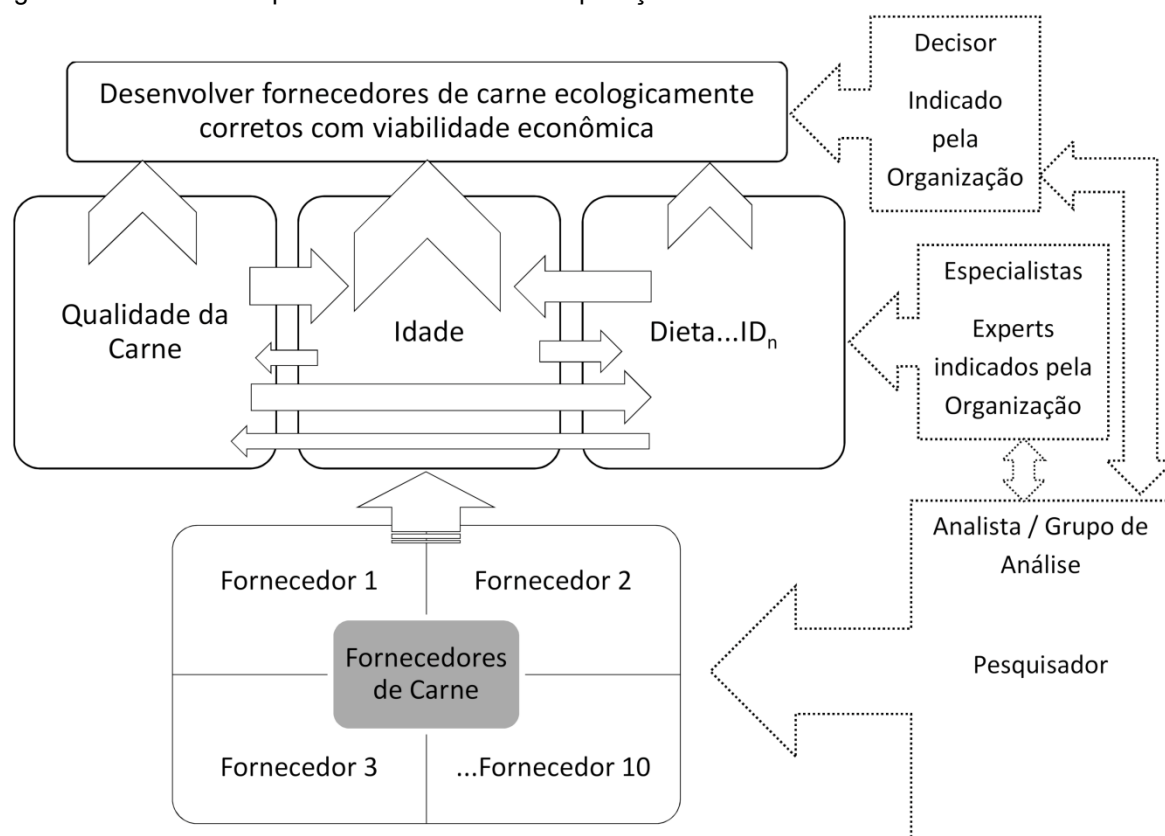 Decisor
Indicado
pela
Organização
Desenvolver fornecedores de carne ecologicamente
corretos com viabilidade econômica
Qualidade da
Carne
Idade
Dieta...IDn
Especialistas
Experts
indicados pela
Organização
Analista / Grupo de
Análise
Pesquisador
Fornecedor 1
Fornecedor 2
Fornecedores
de Carne
Fornecedor 3
...Fornecedor 10